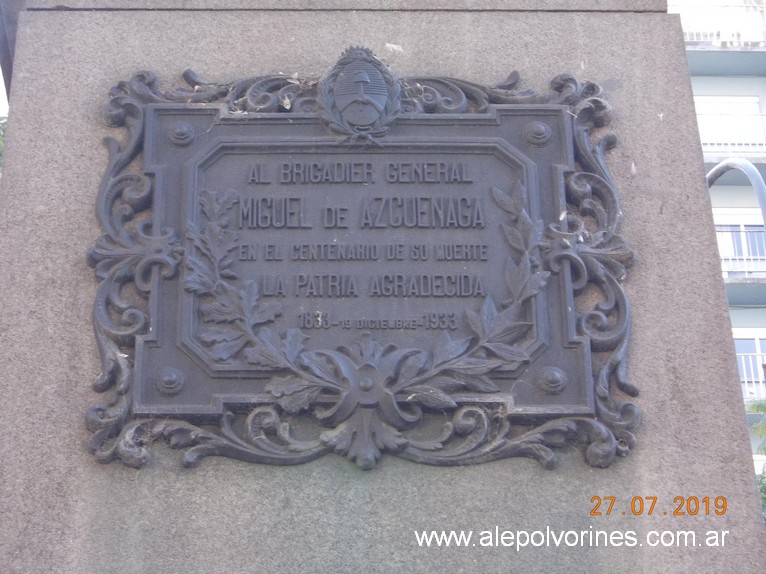 AL BRIGADIER GENERAL
MIGUEL DE AZCUENAGA
EN EL CENTENARIO DE SU MUERTE
LA PATRIA AGRADECIDA
1833-19 DICIEMBRE-1933
27.07.2019
www.alepolvorines.com.ar